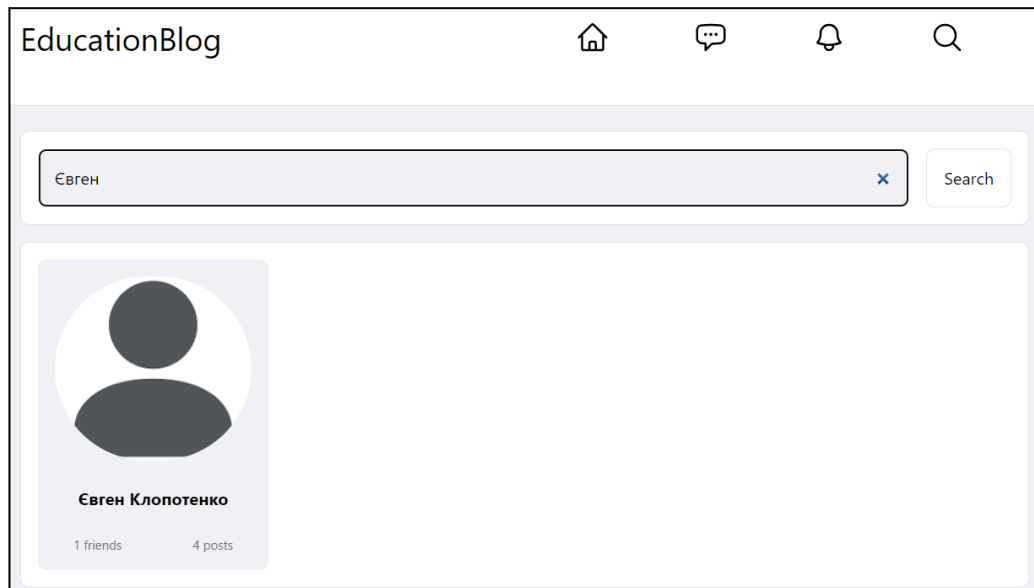 EducationBlog
Євген
Search
Євген Клопотенко
1 friends 4 posts